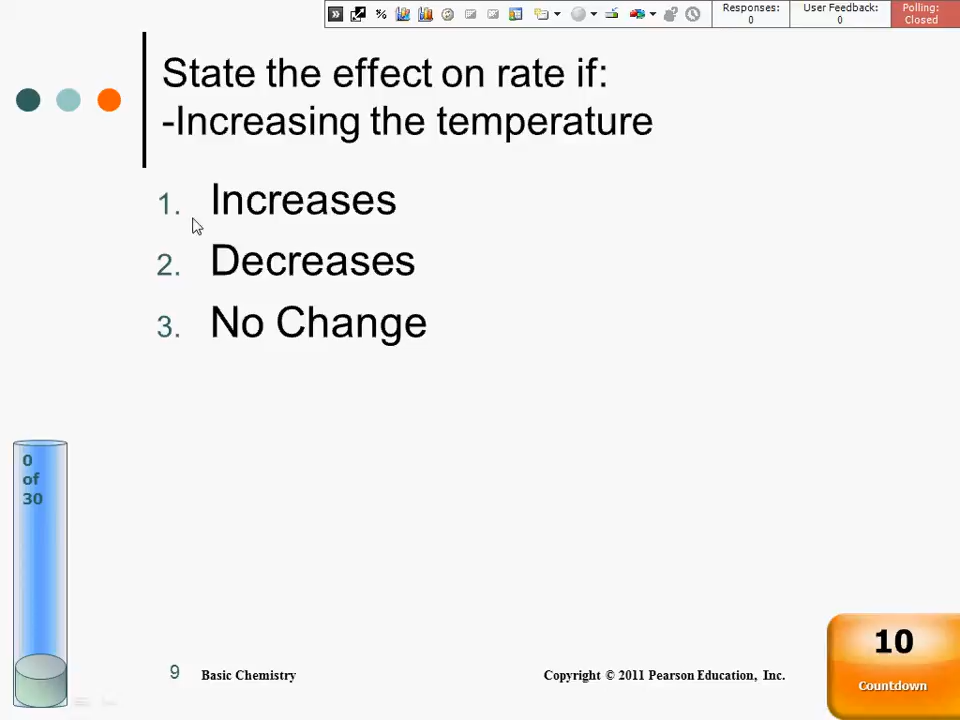 Responses: User Feedback: Polling:
0 0 Closed
State the effect on rate if:
-Increasing the temperature
1. Increases
2. Decreases
3. No Change
0
of
30
10
Countdown
9 Basic Chemistry Copyright © 2011 Pearson Education, Inc.